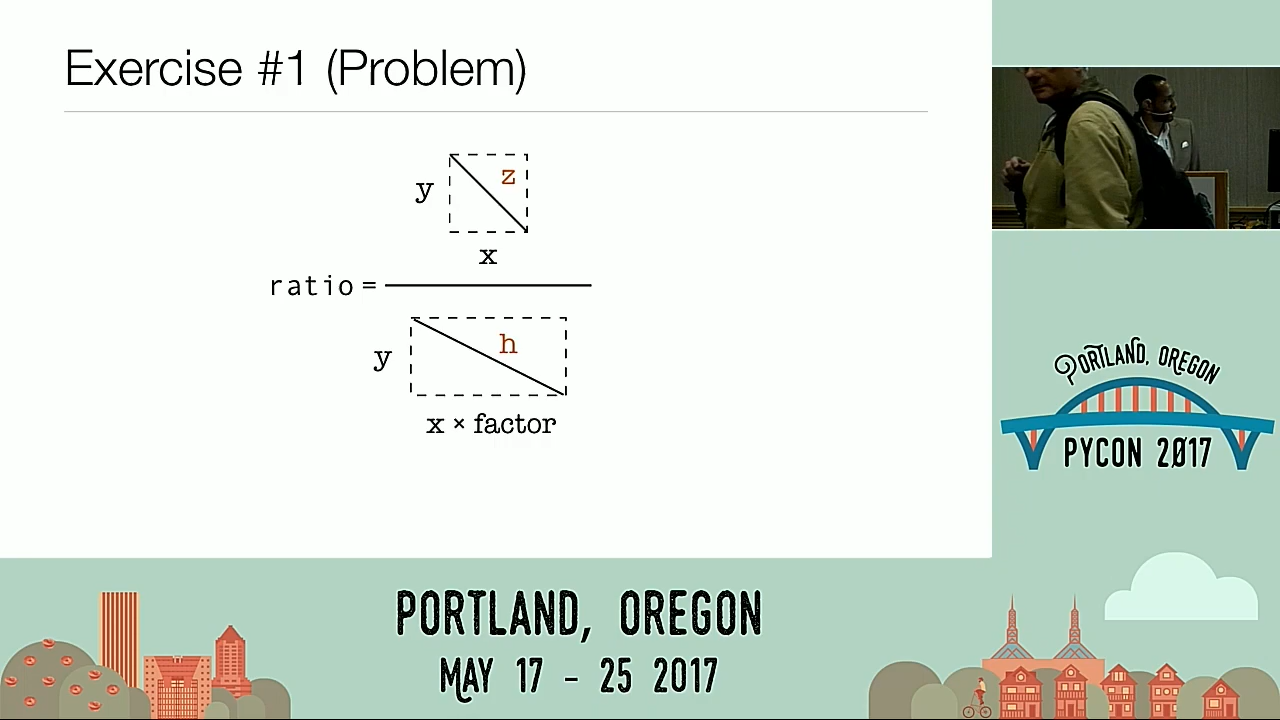 Exercise #1 (Problem)
y
z
x
ratio =
y
h
x × factor
PORTLAND, OREGON
PYCON 2017
PORTLAND, OREGON
MAY 17 - 25 2017